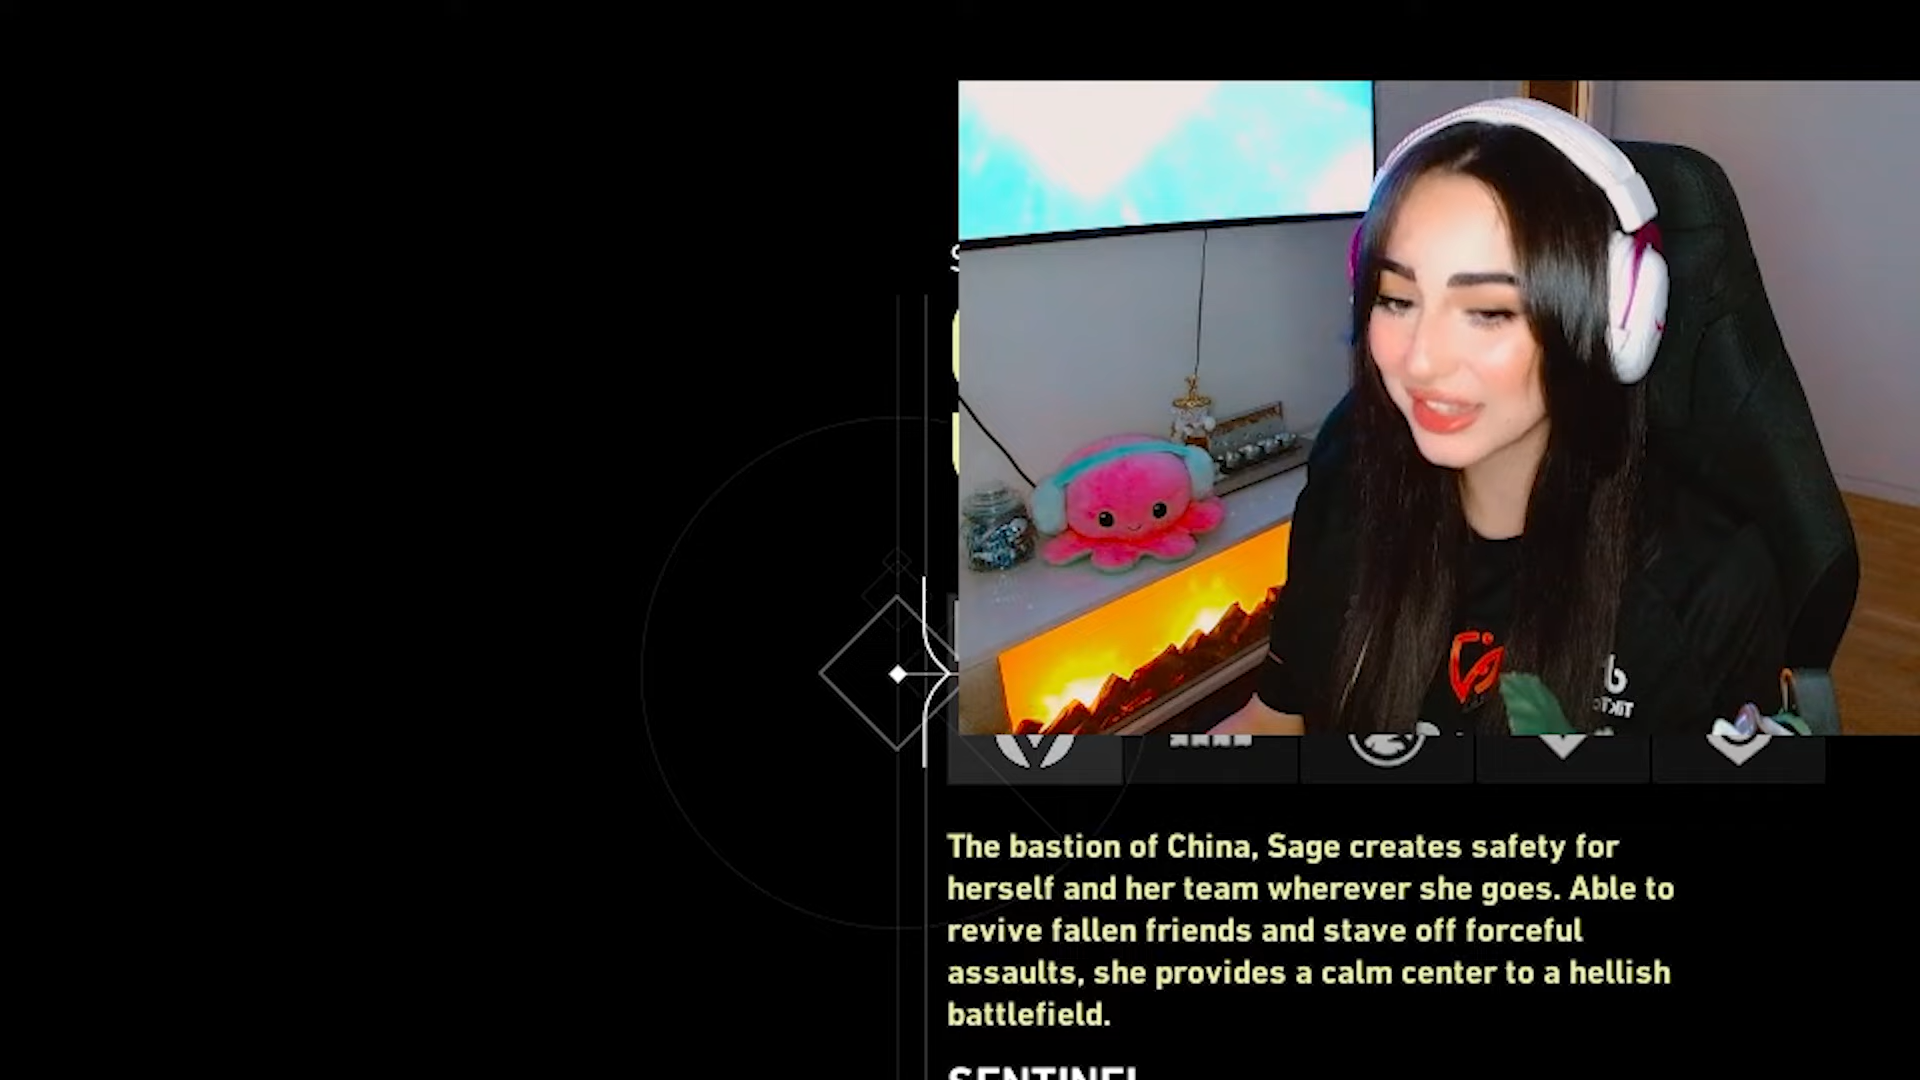 The bastion of China, Sage creates safety for
herself and her team wherever she goes. Able to
revive fallen friends and stave off forceful
assaults, she provides a calm center to a hellish
battlefield.
SENTINEL